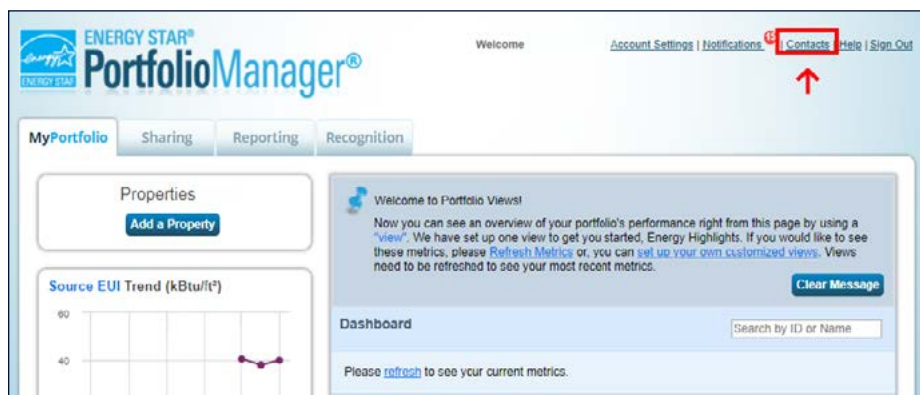 ENERGY STAR®
PortfolioManager®
ENERGY STAR
Welcome
Account Settings | Notifications | Contacts | Help | Sign Out
MyPortfolio
Sharing
Reporting
Recognition
Properties
Add a Property
Source EUI Trend (kBtu/ft²)
60
40
Welcome to Portfolio Views!
Now you can see an overview of your portfolio's performance right from this page by using a
"view". We have set up one view to get you started, Energy Highlights. If you would like to see
these metrics, please Refresh Metrics or, you can set up your own customized views. Views
need to be refreshed to see your most recent metrics.
Clear Message
Dashboard
Search by ID or Name
Please refresh to see your current metrics.